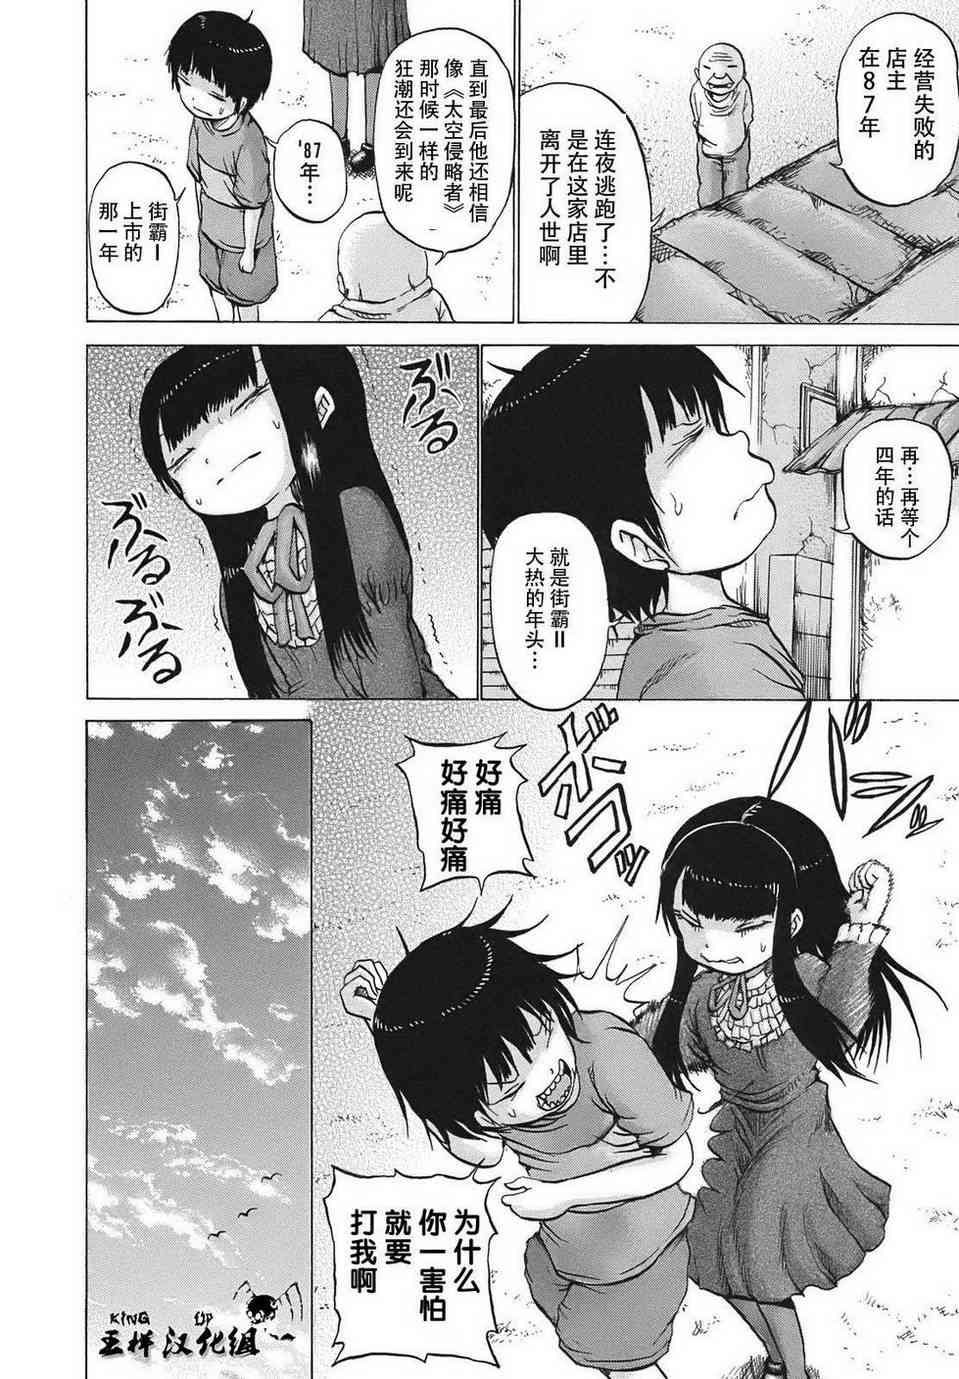 经营失败的
店主
在87年
连夜逃跑了…不
是在这家店里
离开了人世啊
直到最后他还相信
像《太空侵略者》
那时候一样的
狂潮还会到来呢
'87
年…
街霸I
上市的
那一年
再…再等个
四年的话
就是街霸II
大热的年头…
ぶるぶる
ぶるぶる
ボコッ
好痛
好痛好痛
为什么
你一害怕
就要
打我啊
KING
王样汉化组